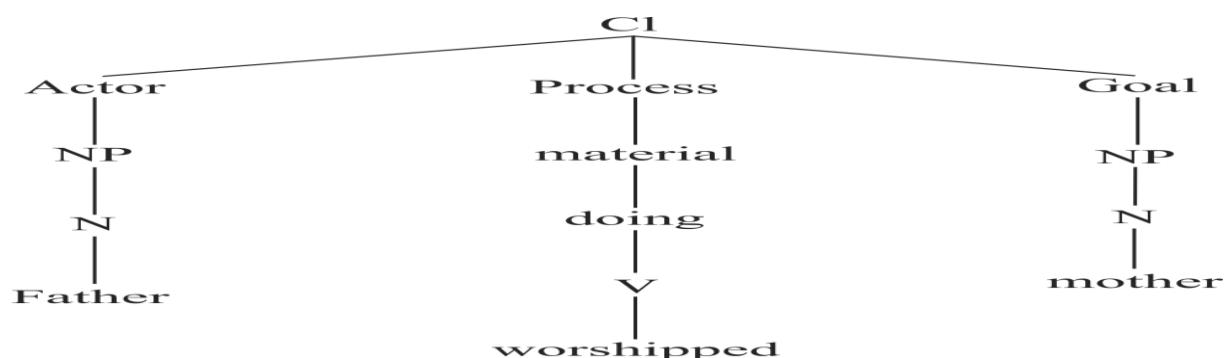 Cl
Actor Process Goal
NP material NP
N doing N
Father V mother
worshipped